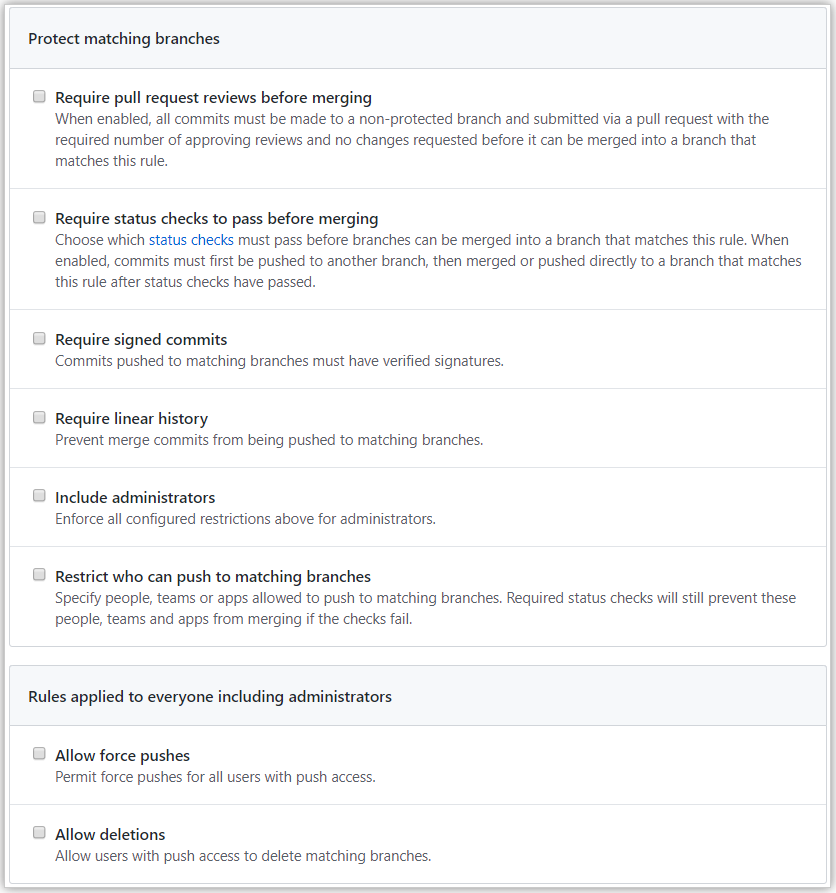 Protect matching branches
Require pull request reviews before merging
When enabled, all commits must be made to a non-protected branch and submitted via a pull request with the
required number of approving reviews and no changes requested before it can be merged into a branch that
matches this rule.
Require status checks to pass before merging
Choose which status checks must pass before branches can be merged into a branch that matches this rule. When
enabled, commits must first be pushed to another branch, then merged or pushed directly to a branch that matches
this rule after status checks have passed.
Require signed commits
Commits pushed to matching branches must have verified signatures.
Require linear history
Prevent merge commits from being pushed to matching branches.
Include administrators
Enforce all configured restrictions above for administrators.
Restrict who can push to matching branches
Specify people, teams or apps allowed to push to matching branches. Required status checks will still prevent these
people, teams and apps from merging if the checks fail.
Rules applied to everyone including administrators
Allow force pushes
Permit force pushes for all users with push access.
Allow deletions
Allow users with push access to delete matching branches.